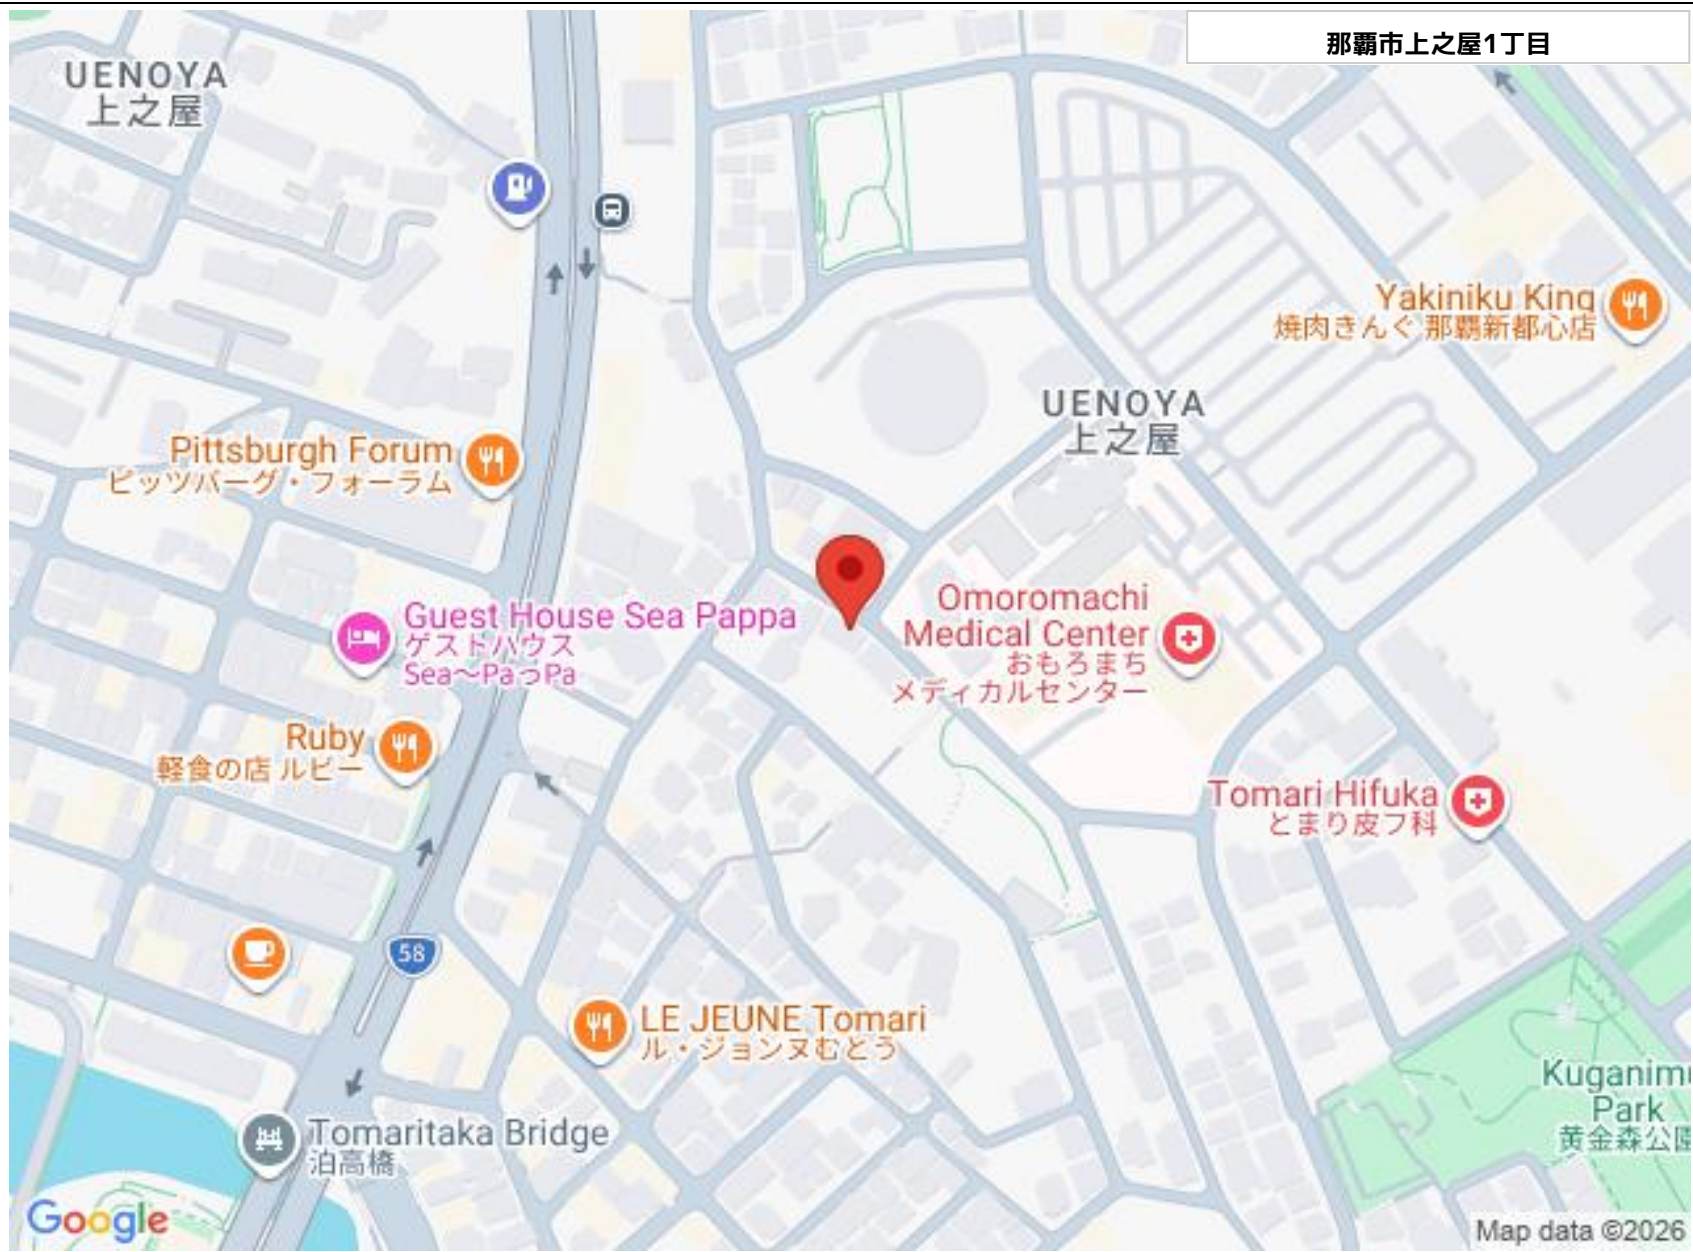 那覇市上之屋1丁目
UENOYA
上之屋
Yakiniku King
焼肉きんぐ 那覇新都心店
UENOYA
上之屋
Pittsburgh Forum
ピッツバーグ・フォーラム
Omoromachi
Medical Center
おもろまち
メディカルセンター
Guest House Sea Pappa
ゲストハウス
Sea～PaっPa
Ruby
軽食の店 ルビー
Tomari Hifuka
とまり皮フ科
58
LE JEUNE Tomari
ル・ジョンヌむとう
Kuganimu
Park
黄金森公園
Tomaritaka Bridge
泊高橋
Google
Map data ©2026